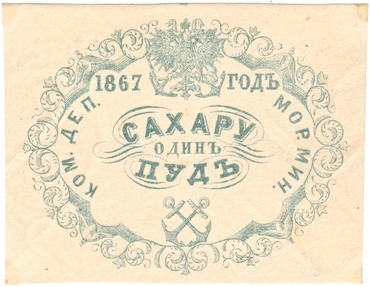 1867 ГОДЪ
КОМ. ДЕП. МОР. МИН.
САХАРУ
ОДИНЪ
ПУДЪ